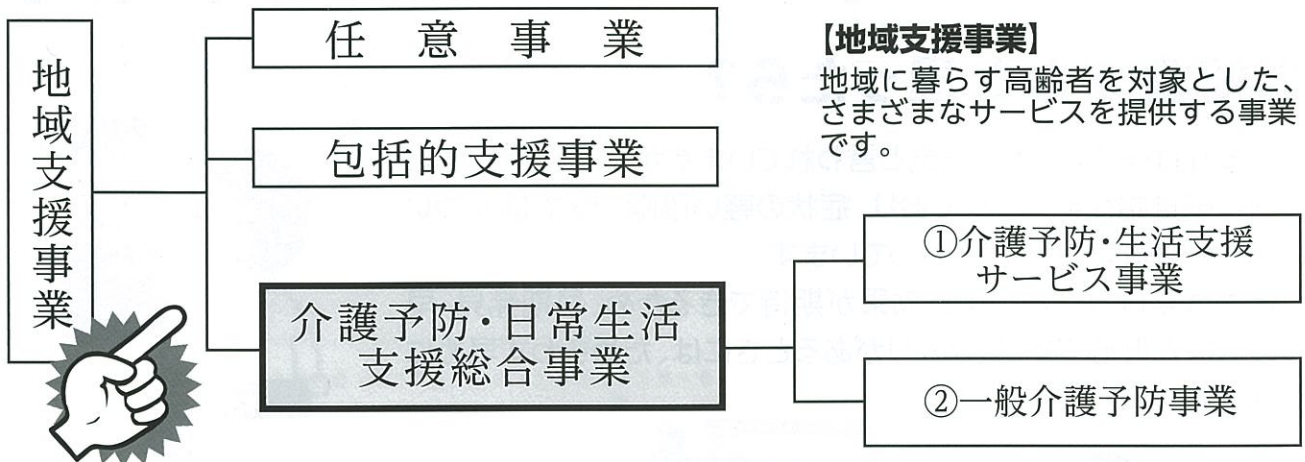 地域支援事業
任意事業
包括的支援事業
介護予防・日常生活
支援総合事業
【地域支援事業】
地域に暮らす高齢者を対象とした、
さまざまなサービスを提供する事業
です。
①介護予防・生活支援
サービス事業
②一般介護予防事業